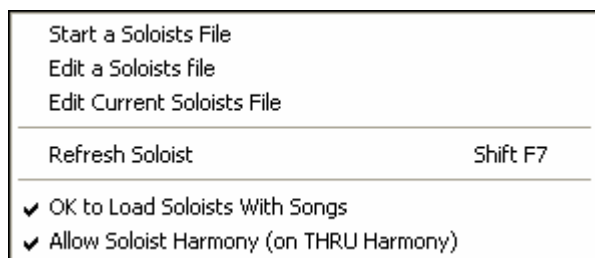 Start a Soloists File
Edit a Soloists file
Edit Current Soloists File
Refresh Soloist Shift F7
OK to Load Soloists With Songs
Allow Soloist Harmony (on THRU Harmony)